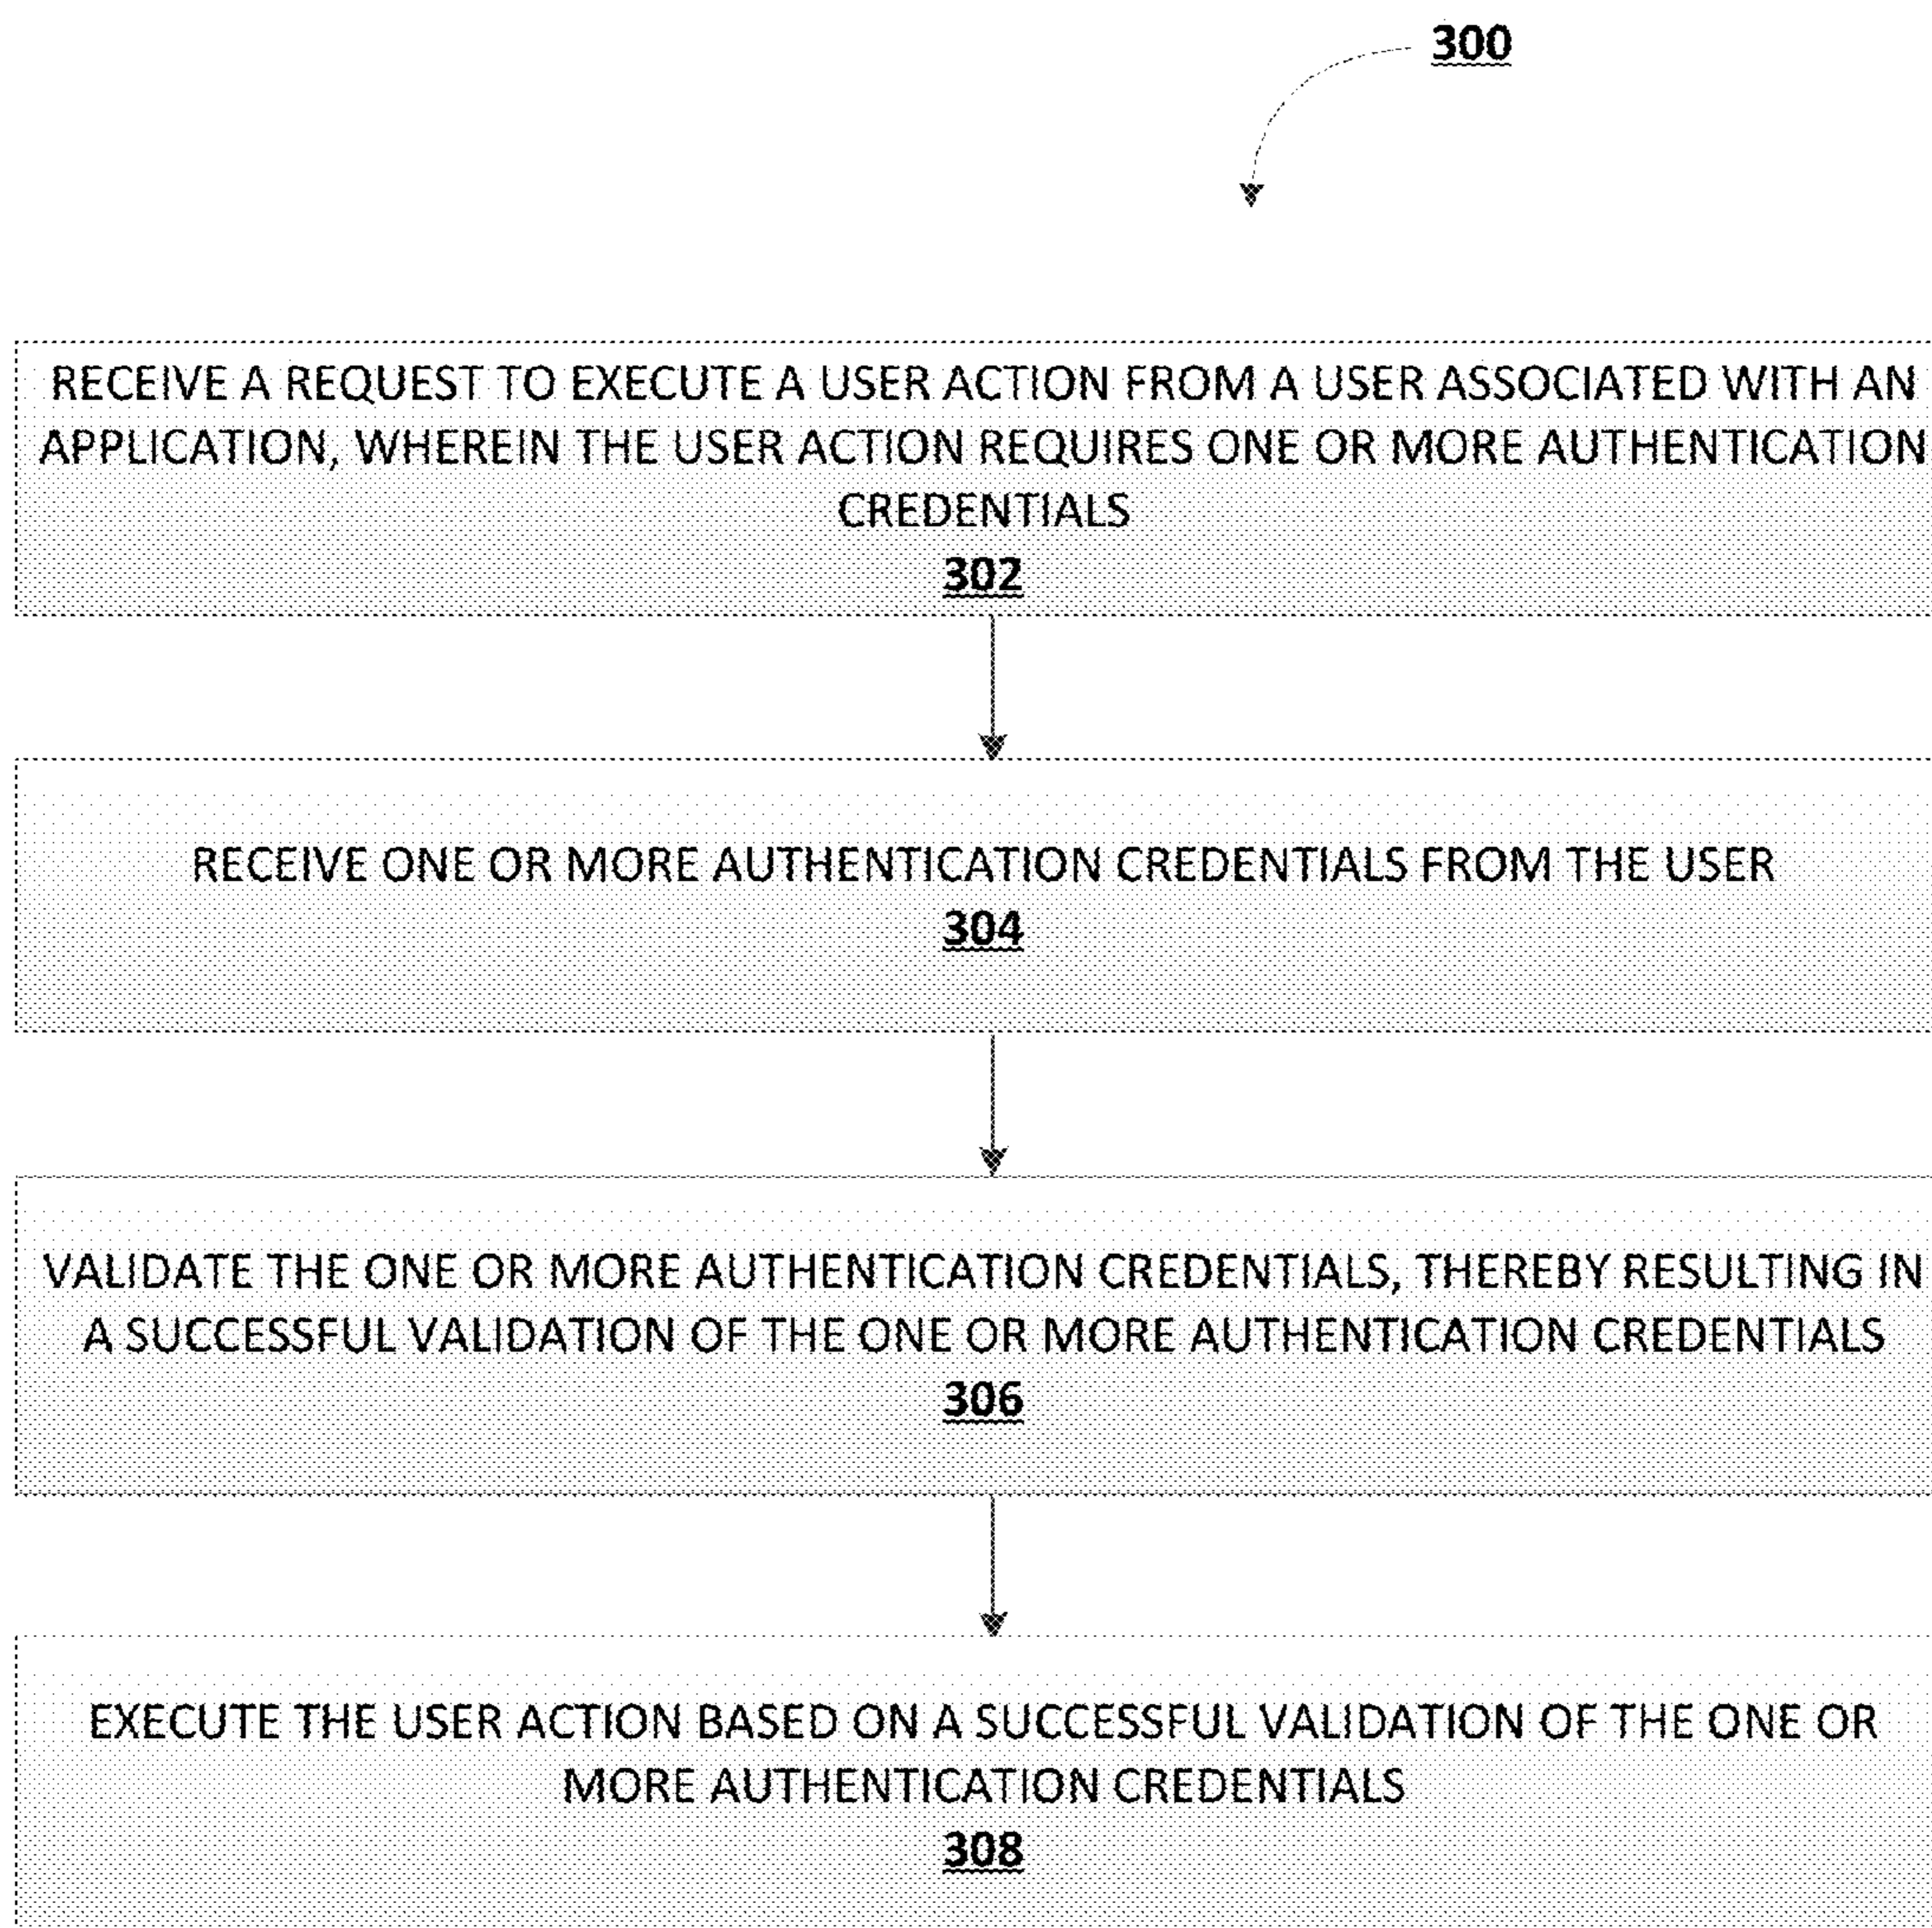 300
RECEIVE A REQUEST TO EXECUTE A USER ACTION FROM A USER ASSOCIATED WITH AN
APPLICATION, WHEREIN THE USER ACTION REQUIRES ONE OR MORE AUTHENTICATION
CREDENTIALS
302
RECEIVE ONE OR MORE AUTHENTICATION CREDENTIALS FROM THE USER
304
VALIDATE THE ONE OR MORE AUTHENTICATION CREDENTIALS, THEREBY RESULTING IN
A SUCCESSFUL VALIDATION OF THE ONE OR MORE AUTHENTICATION CREDENTIALS
306
EXECUTE THE USER ACTION BASED ON A SUCCESSFUL VALIDATION OF THE ONE OR
MORE AUTHENTICATION CREDENTIALS
308